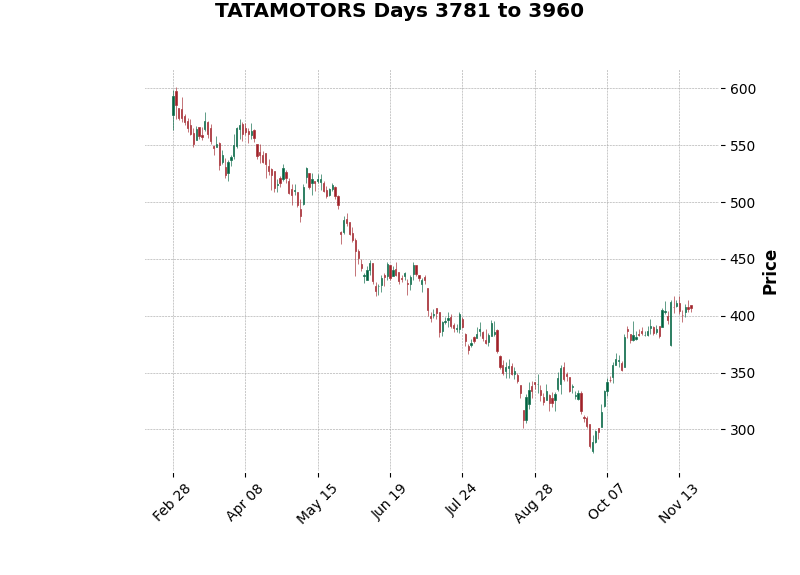 TATAMOTORS Days 3781 to 3960
600
550
500
450
400
350
300
Price
Feb 28
Apr 08
May 15
Jun 19
Jul 24
Aug 28
Oct 07
Nov 13